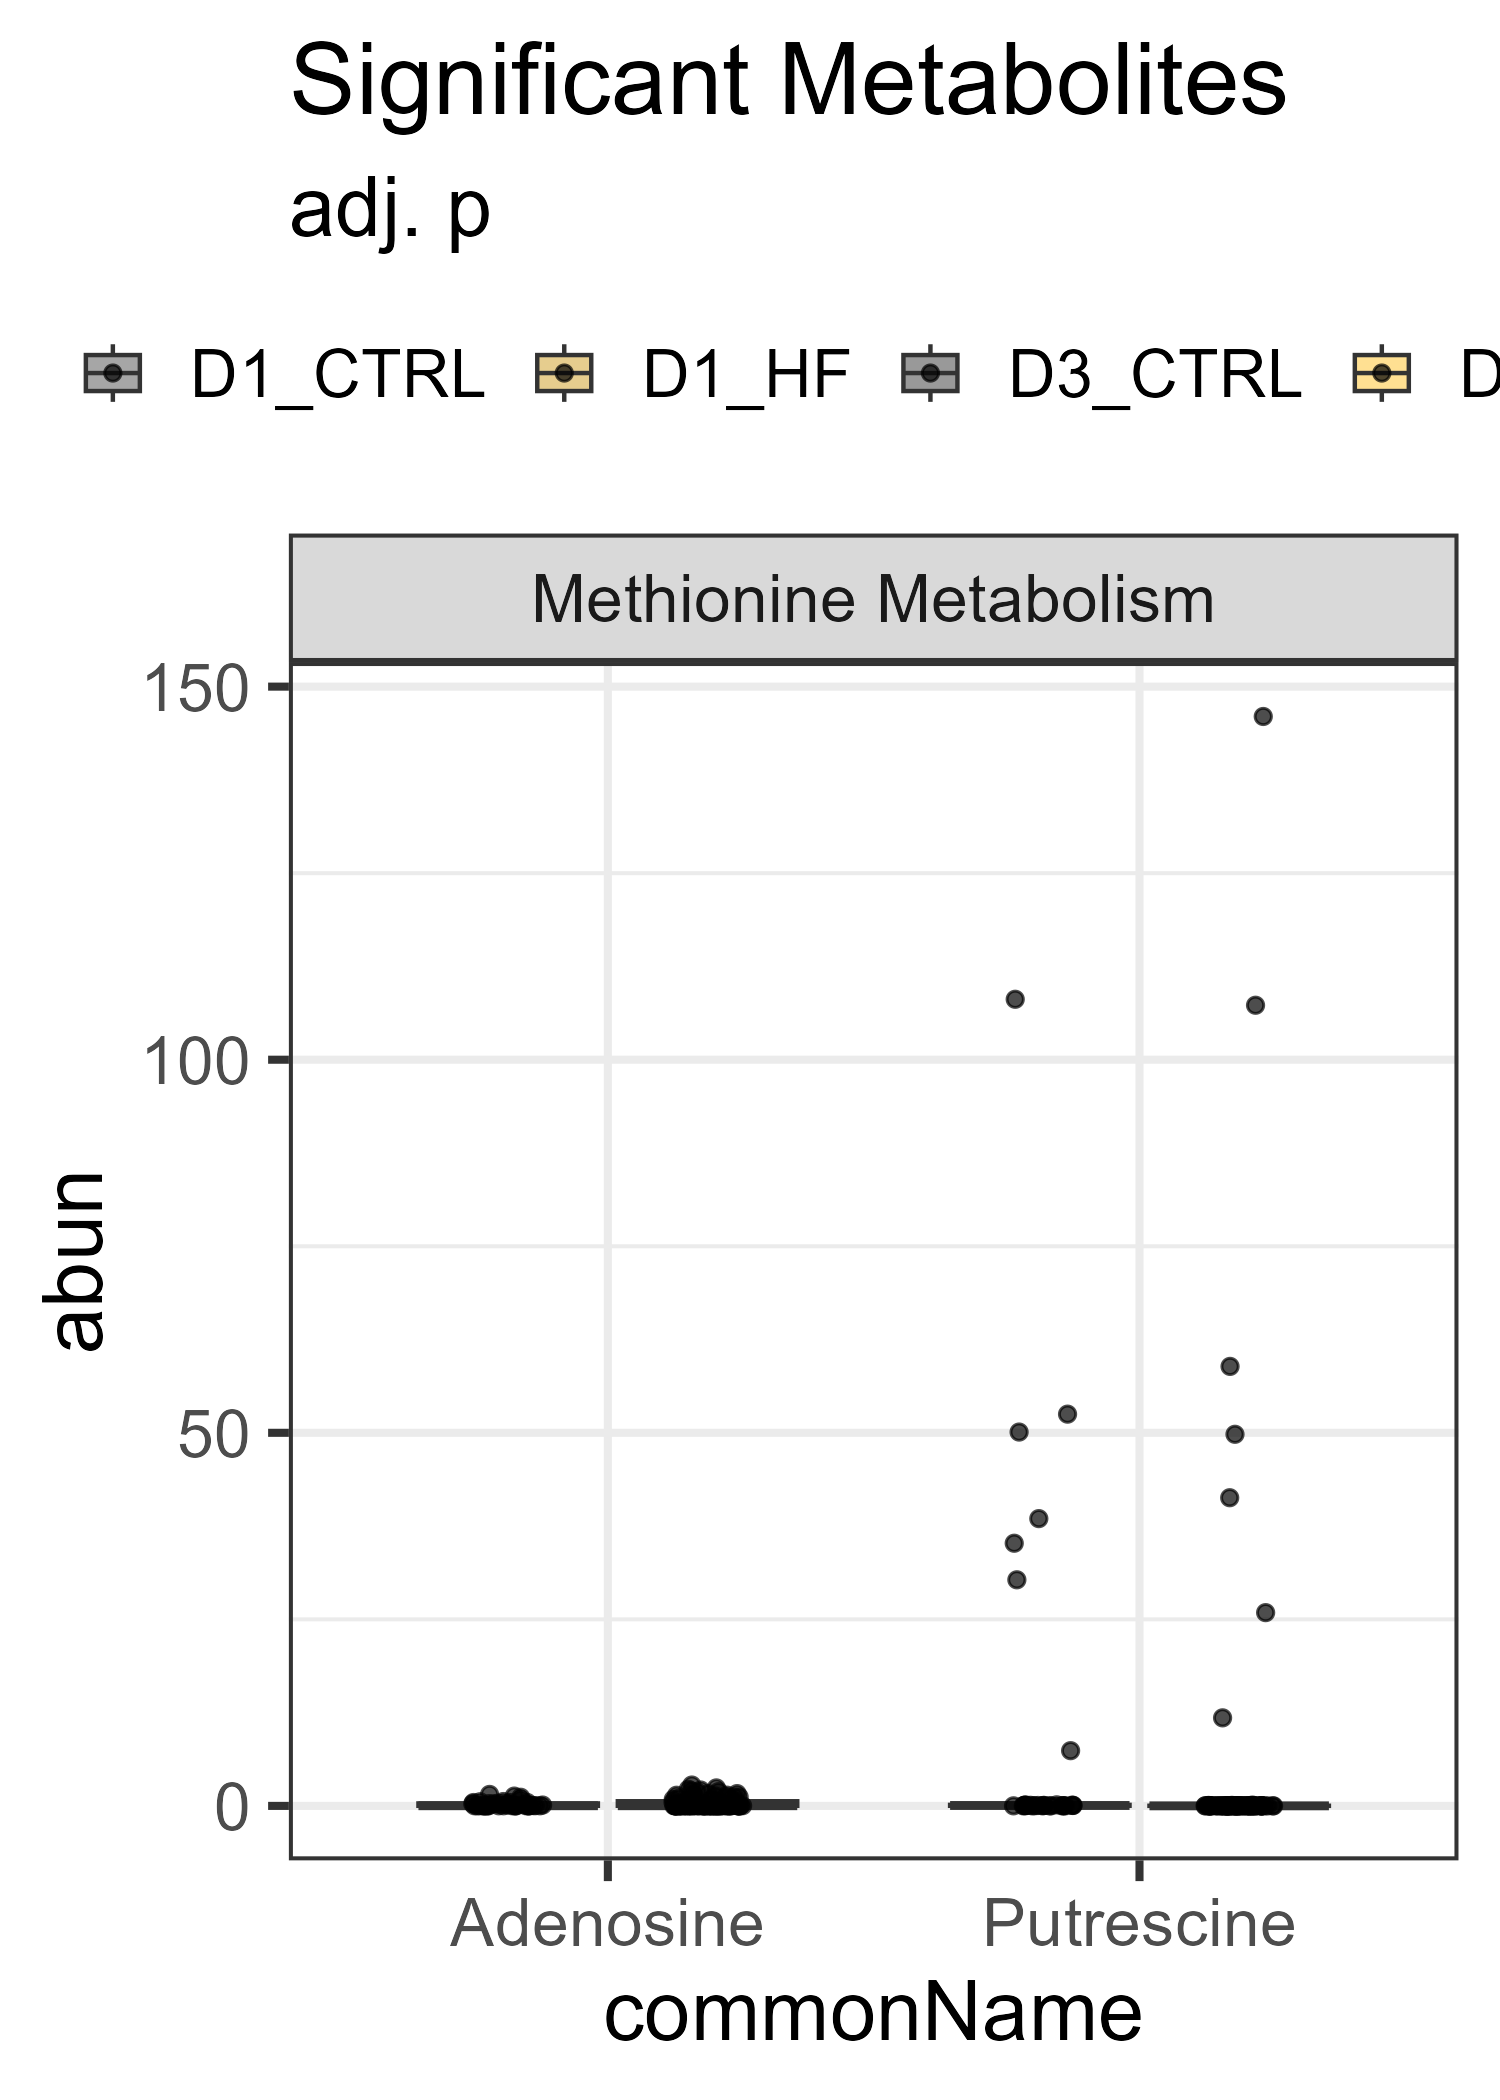 Significant Metabolites
adj. p
D1_CTRL D1_HF D3_CTRL D
Methionine Metabolism
150
100
50
0
abun
Adenosine Putrescine
commonName